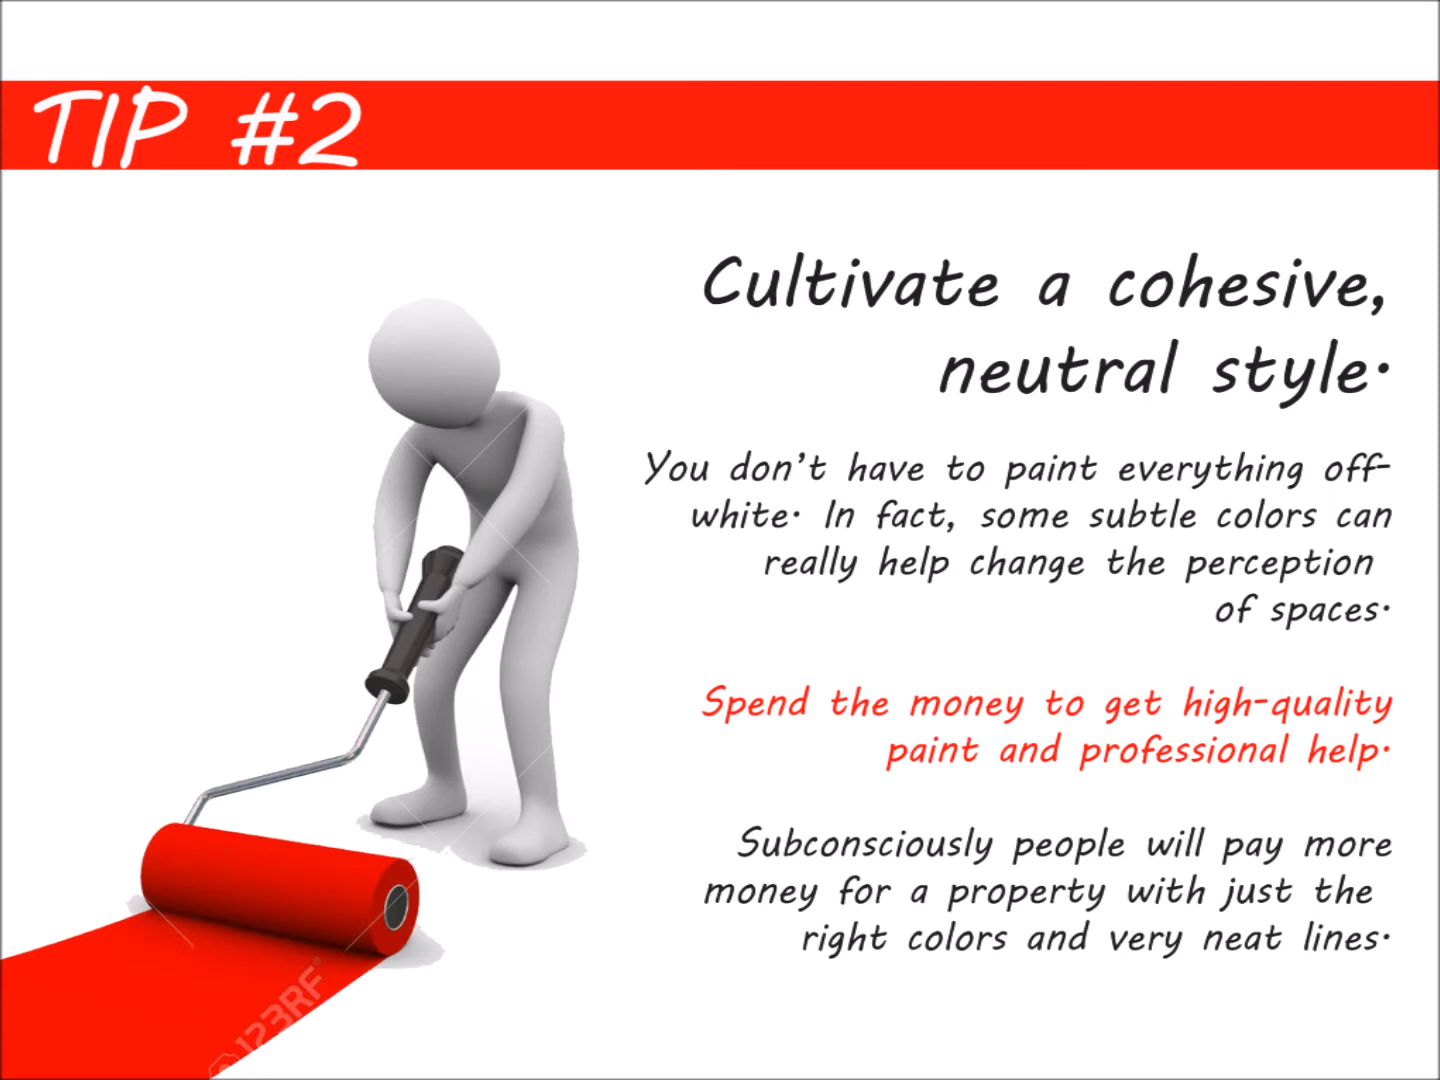 TIP #2
Cultivate a cohesive,
neutral style.
You don't have to paint everything off-
white. In fact, some subtle colors can
really help change the perception
of spaces.
Spend the money to get high-quality
paint and professional help.
Subconsciously people will pay more
money for a property with just the
right colors and very neat lines.
123RF®